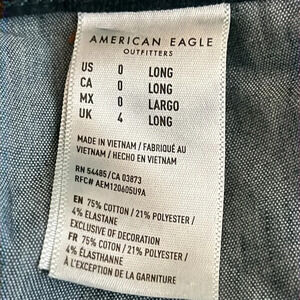 AMERICAN EAGLE
OUTFITTERS
US 0 LONG
CA 0 LONG
MX 0 LARGO
UK 4 LONG
MADE IN VIETNAM / FABRIQUÉ AU
VIETNAM / HECHO EN VIETNAM
RN 54485/CA 03873
RFC# AEM120605U9A
EN 75% COTTON / 21% POLYESTER /
4% ELASTANE
EXCLUSIVE OF DECORATION
FR 75% COTON / 21% POLYESTER /
4% ÉLASTHANNE
À L'EXCEPTION DE LA GARNITURE